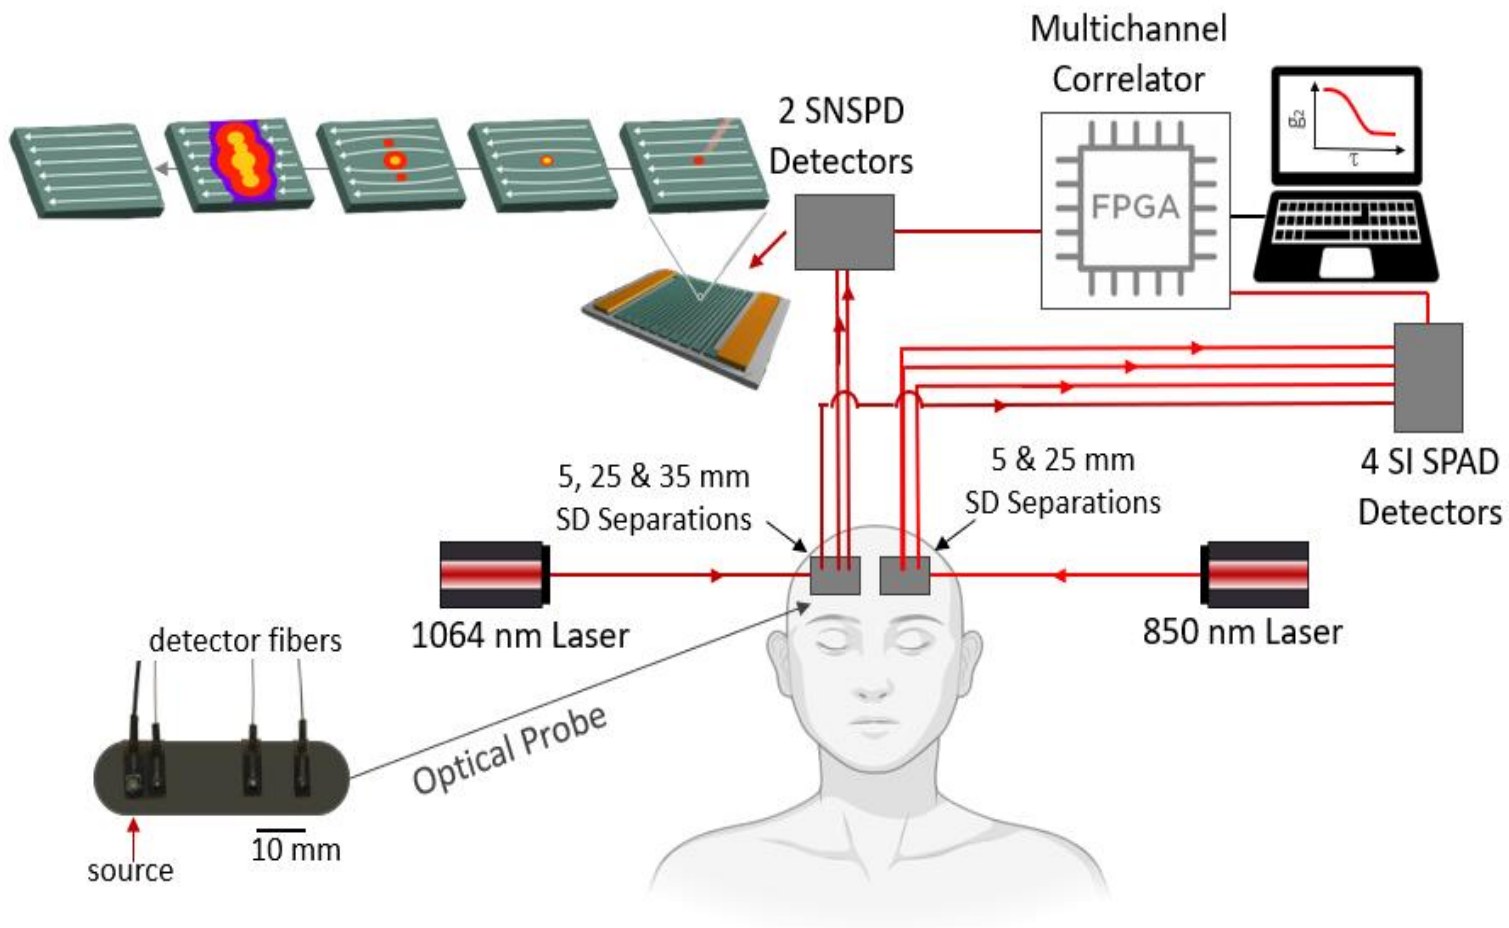 Multichannel
Correlator
2 SNSPD
Detectors
g₂
τ
FPGA
5, 25 & 35 mm
SD Separations
5 & 25 mm
SD Separations
4 SI SPAD
Detectors
1064 nm Laser
850 nm Laser
detector fibers
Optical Probe
10 mm
source